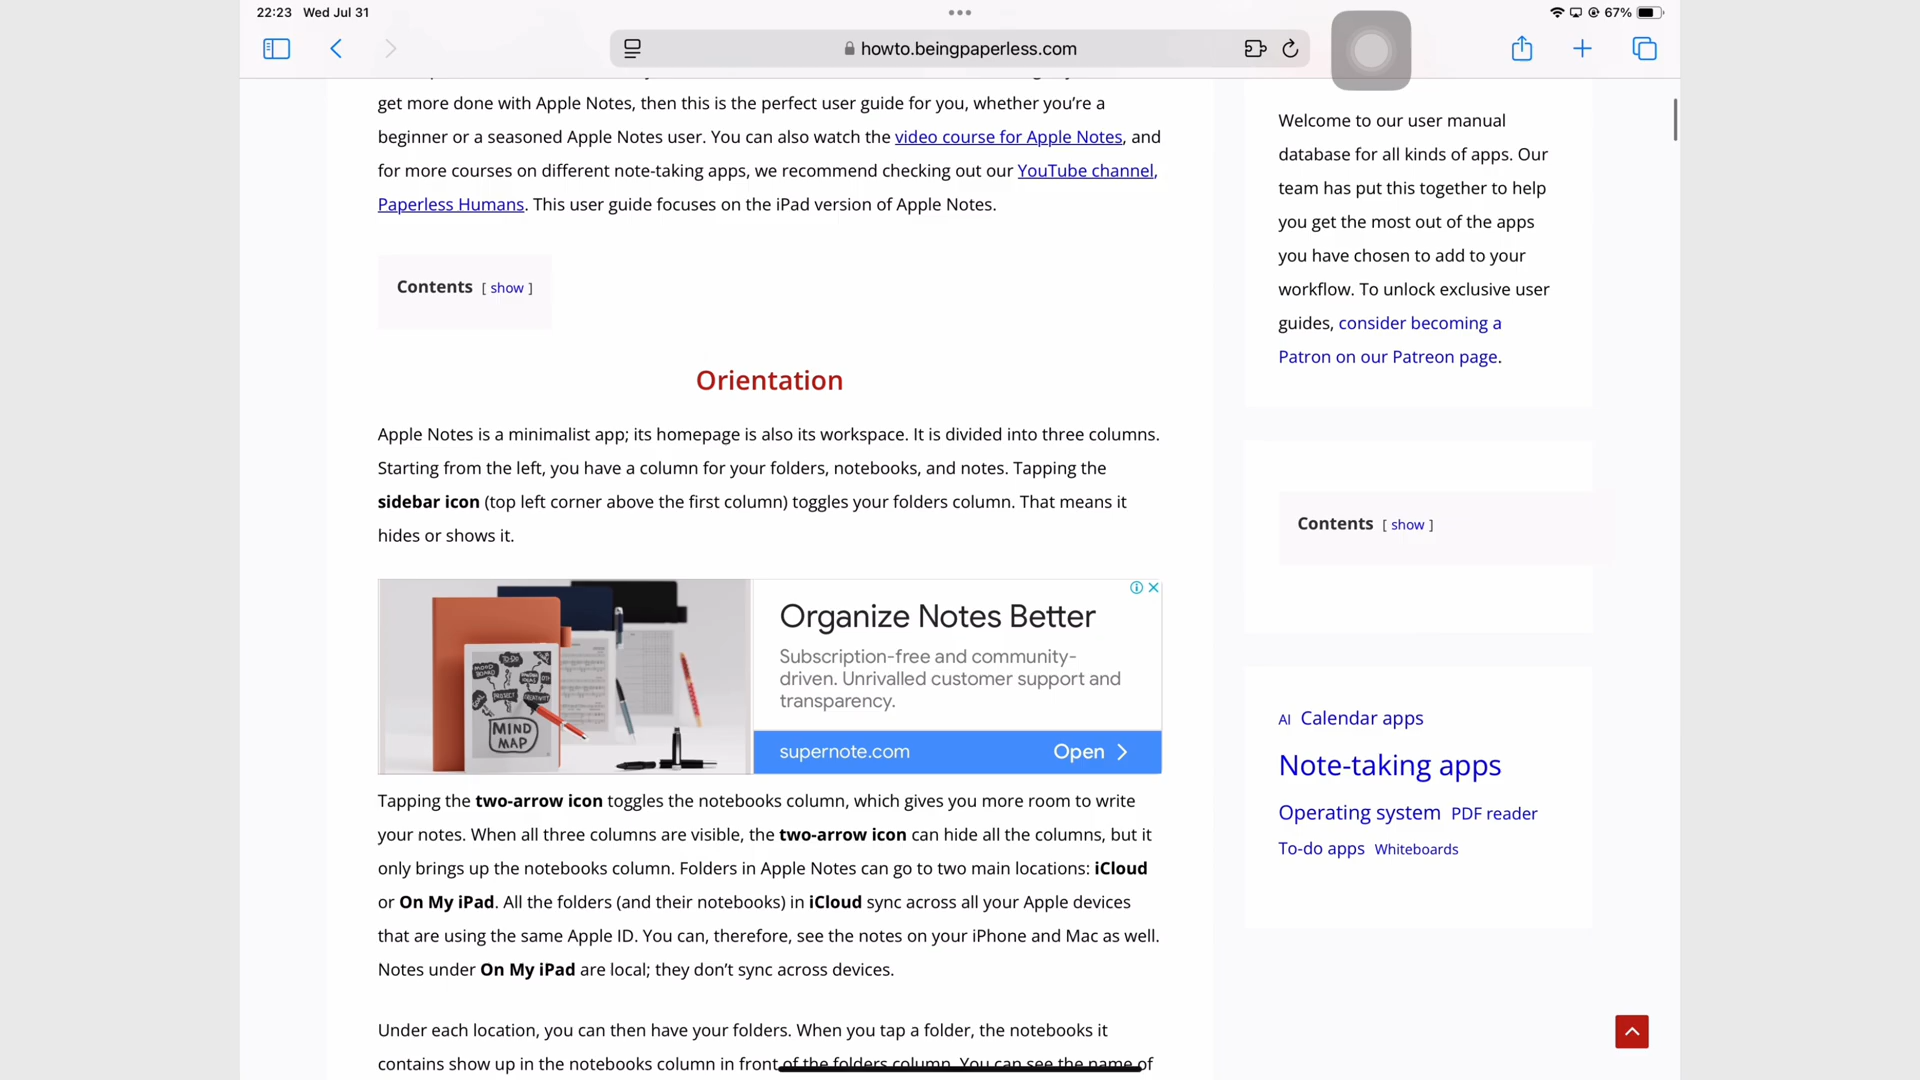 22:23 Wed Jul 31
67%
howto.beingpaperless.com
get more done with Apple Notes, then this is the perfect user guide for you, whether you’re a
beginner or a seasoned Apple Notes user. You can also watch the video course for Apple Notes, and
for more courses on different note-taking apps, we recommend checking out our YouTube channel,
Paperless Humans. This user guide focuses on the iPad version of Apple Notes.
Contents [ show ]
Orientation
Apple Notes is a minimalist app; its homepage is also its workspace. It is divided into three columns.
Starting from the left, you have a column for your folders, notebooks, and notes. Tapping the
sidebar icon (top left corner above the first column) toggles your folders column. That means it
hides or shows it.
MIND
MAP
Organize Notes Better
Subscription-free and community-
driven. Unrivalled customer support and
transparency.
supernote.com Open
Tapping the two-arrow icon toggles the notebooks column, which gives you more room to write
your notes. When all three columns are visible, the two-arrow icon can hide all the columns, but it
only brings up the notebooks column. Folders in Apple Notes can go to two main locations: iCloud
or On My iPad. All the folders (and their notebooks) in iCloud sync across all your Apple devices
that are using the same Apple ID. You can, therefore, see the notes on your iPhone and Mac as well.
Notes under On My iPad are local; they don’t sync across devices.
Under each location, you can then have your folders. When you tap a folder, the notebooks it
contains show up in the notebooks column in front of the folders column. You can see the name of
Welcome to our user manual
database for all kinds of apps. Our
team has put this together to help
you get the most out of the apps
you have chosen to add to your
workflow. To unlock exclusive user
guides, consider becoming a
Patron on our Patreon page.
Contents [ show ]
AI Calendar apps
Note-taking apps
Operating system PDF reader
To-do apps Whiteboards